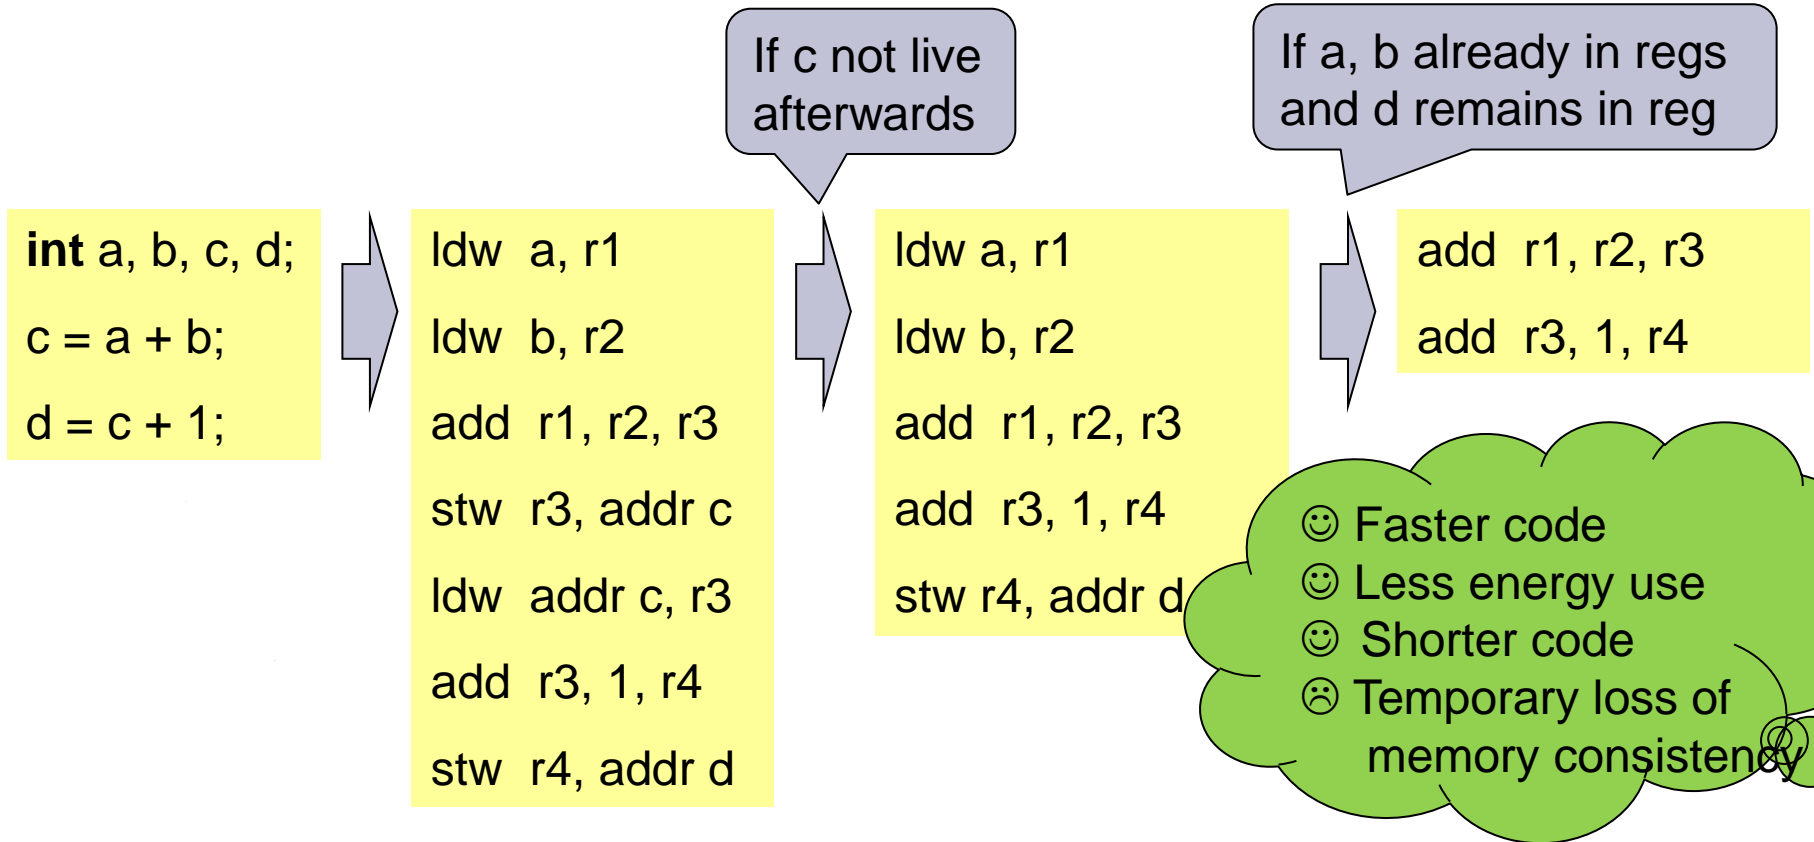 If c not live
afterwards
If a, b already in regs
and d remains in reg
int a, b, c, d;
c = a + b;
d = c + 1;
ldw a, r1
ldw b, r2
add r1, r2, r3
stw r3, addr c
ldw addr c, r3
add r3, 1, r4
stw r4, addr d
ldw a, r1
ldw b, r2
add r1, r2, r3
add r3, 1, r4
stw r4, addr d
add r1, r2, r3
add r3, 1, r4
☺ Faster code
☺ Less energy use
☺ Shorter code
☹ Temporary loss of
memory consistency